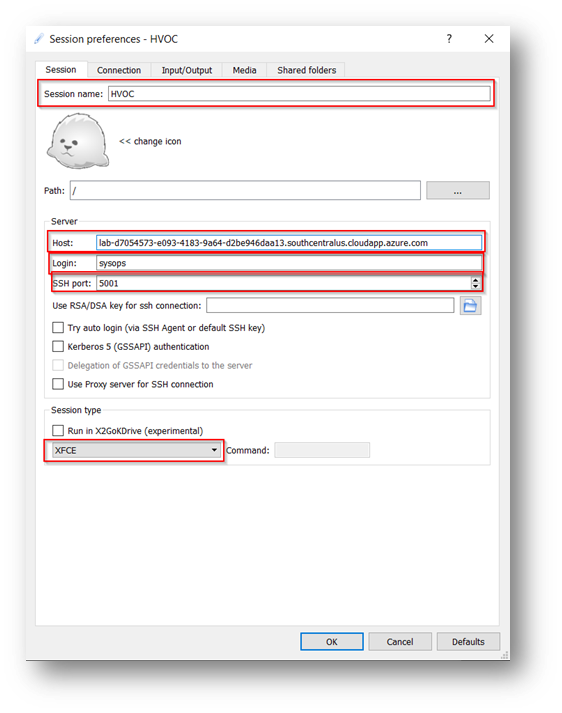 Session preferences - HVOC
?
Session Connection Input/Output Media Shared folders
Session name: HVOC
<< change icon
Path: / ...
Server
Host: lab-d7054573-e093-4183-9a64-d2be946daa13.southcentralus.cloudapp.azure.com
Login: sysops
SSH port: 5001
Use RSA/DSA key for ssh connection:
Try auto login (via SSH Agent or default SSH key)
Kerberos 5 (GSSAPI) authentication
Delegation of GSSAPI credentials to the server
Use Proxy server for SSH connection
Session type
Run in X2GoKDrive (experimental)
XFCE Command:
OK Cancel Defaults